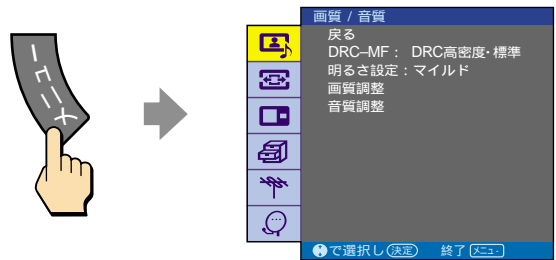 メニュー
画質 / 音質
戻る
DRC–MF： DRC高密度･標準
明るさ設定：マイルド
画質調整
音質調整
で選択し 決定 終了 メニュー